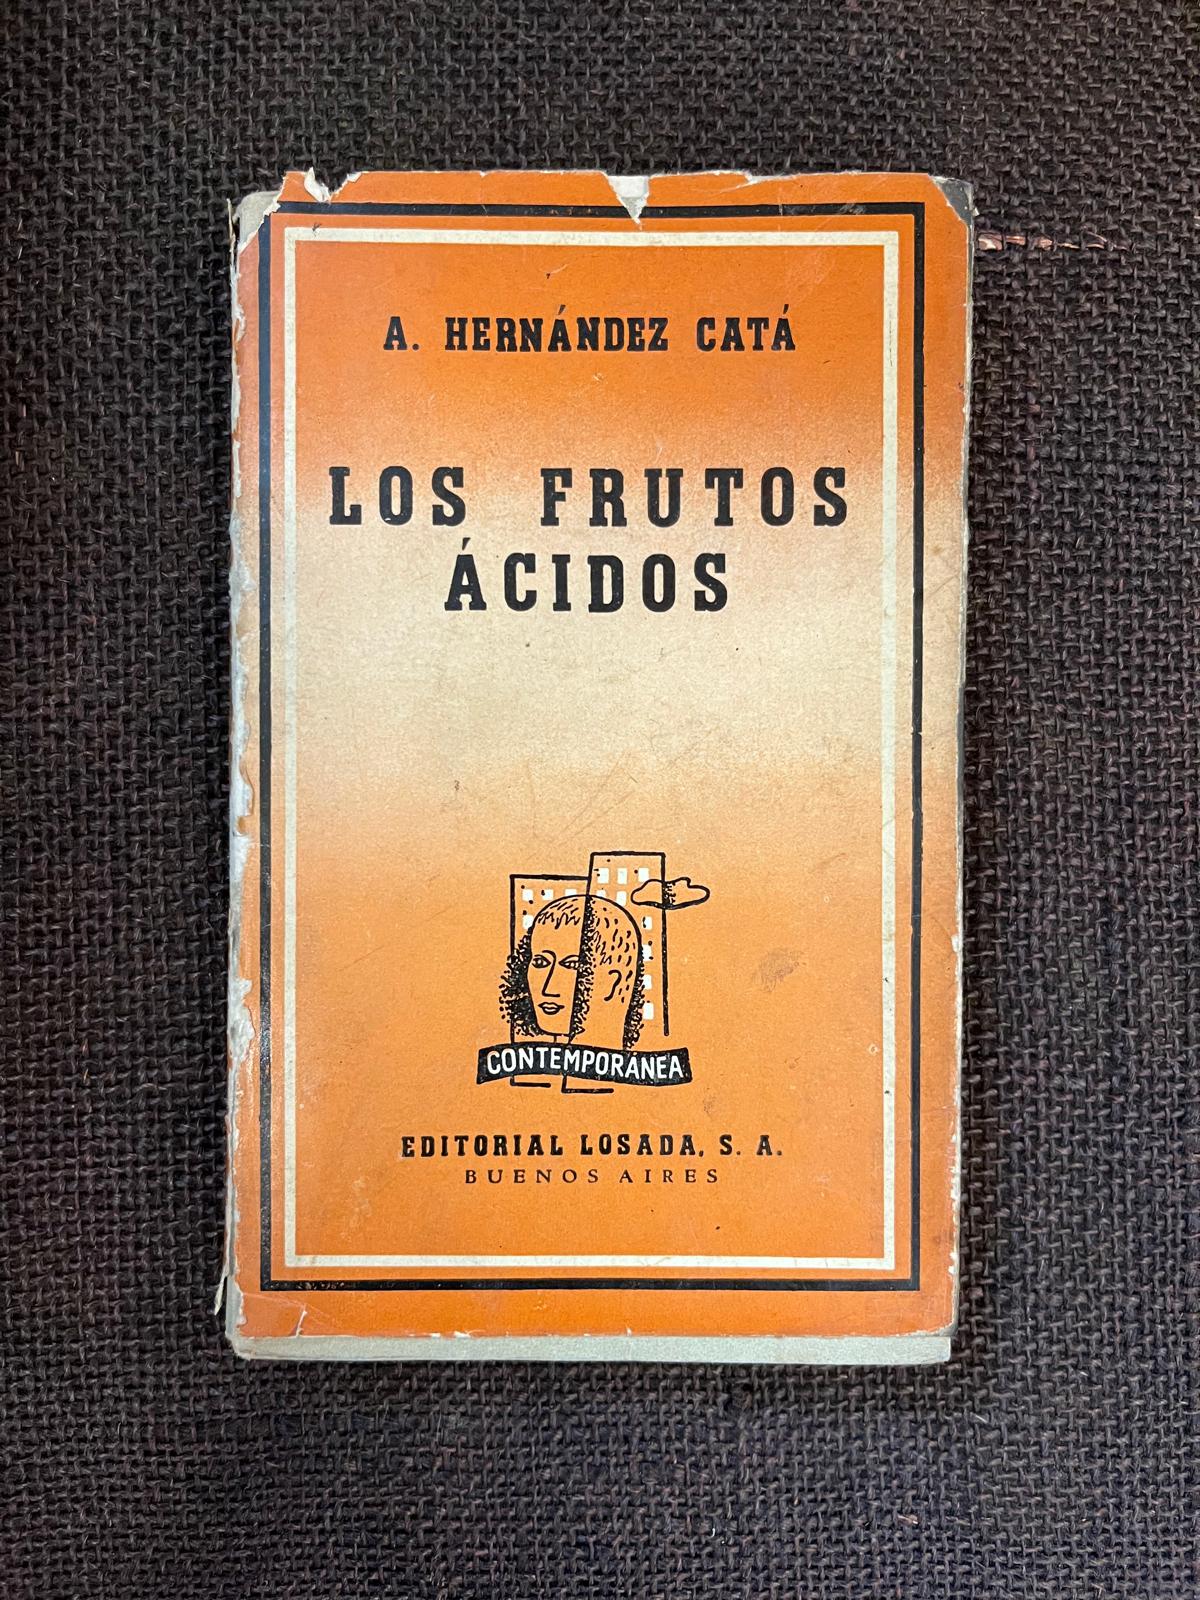 A. HERNÁNDEZ CATÁ
LOS FRUTOS
ÁCIDOS
CONTEMPORÁNEA
EDITORIAL LOSADA, S. A.
BUENOS AIRES